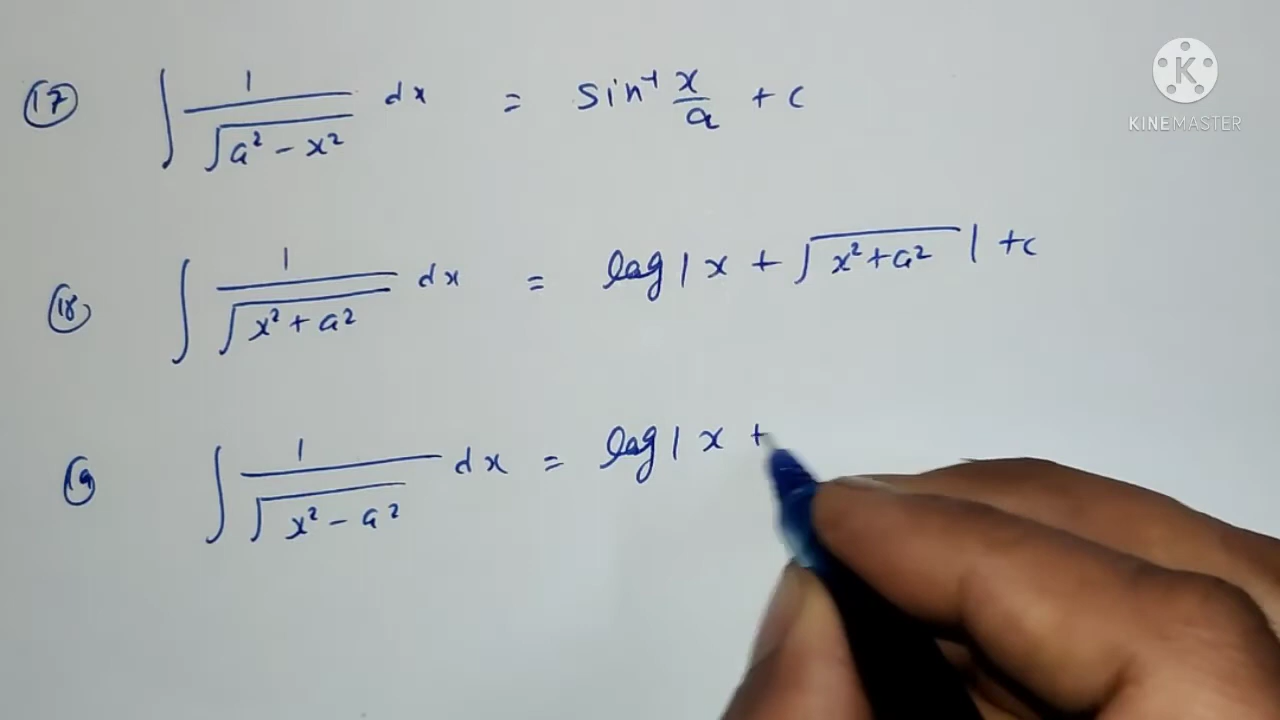 (17) ∫ 1/√(a² - x²) dx = sin⁻¹ x/a + c
K
KINEMASTER
(18) ∫ 1/√(x² + a²) dx = log | x + √(x² + a²) | + c
(19) ∫ 1/√(x² - a²) dx = log | x +